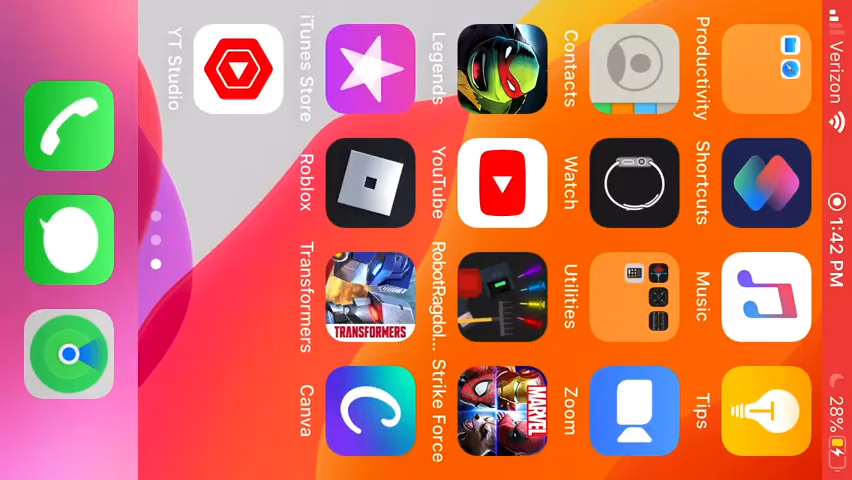 Verizon 1:42 PM 28%
Productivity Shortcuts Music Tips
Contacts Watch Utilities Zoom
MARVEL
Legends YouTube RobotRagdol... Strike Force
TRANSFORMERS
iTunes Store Roblox Transformers Canva
YT Studio